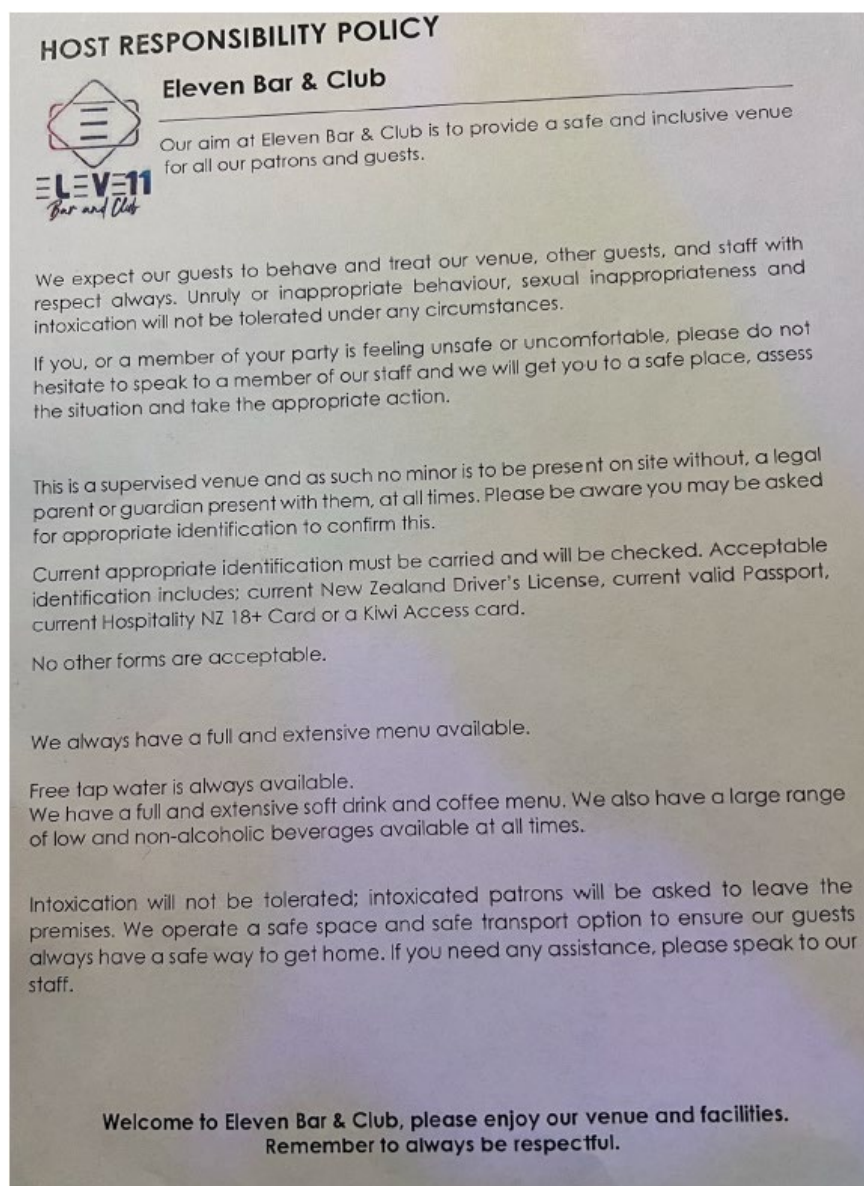 HOST RESPONSIBILITY POLICY
Eleven Bar & Club
Our aim at Eleven Bar & Club is to provide a safe and inclusive venue
for all our patrons and guests.
ELEVE11
Bar and Club
We expect our guests to behave and treat our venue, other guests, and staff with
respect always. Unruly or inappropriate behaviour, sexual inappropriateness and
intoxication will not be tolerated under any circumstances.
If you, or a member of your party is feeling unsafe or uncomfortable, please do not
hesitate to speak to a member of our staff and we will get you to a safe place, assess
the situation and take the appropriate action.
This is a supervised venue and as such no minor is to be present on site without, a legal
parent or guardian present with them, at all times. Please be aware you may be asked
for appropriate identification to confirm this.
Current appropriate identification must be carried and will be checked. Acceptable
identification includes; current New Zealand Driver's License, current valid Passport,
current Hospitality NZ 18+ Card or a Kiwi Access card.
No other forms are acceptable.
We always have a full and extensive menu available.
Free tap water is always available.
We have a full and extensive soft drink and coffee menu. We also have a large range
of low and non-alcoholic beverages available at all times.
Intoxication will not be tolerated; intoxicated patrons will be asked to leave the
premises. We operate a safe space and safe transport option to ensure our guests
always have a safe way to get home. If you need any assistance, please speak to our
staff.
Welcome to Eleven Bar & Club, please enjoy our venue and facilities.
Remember to always be respectful.